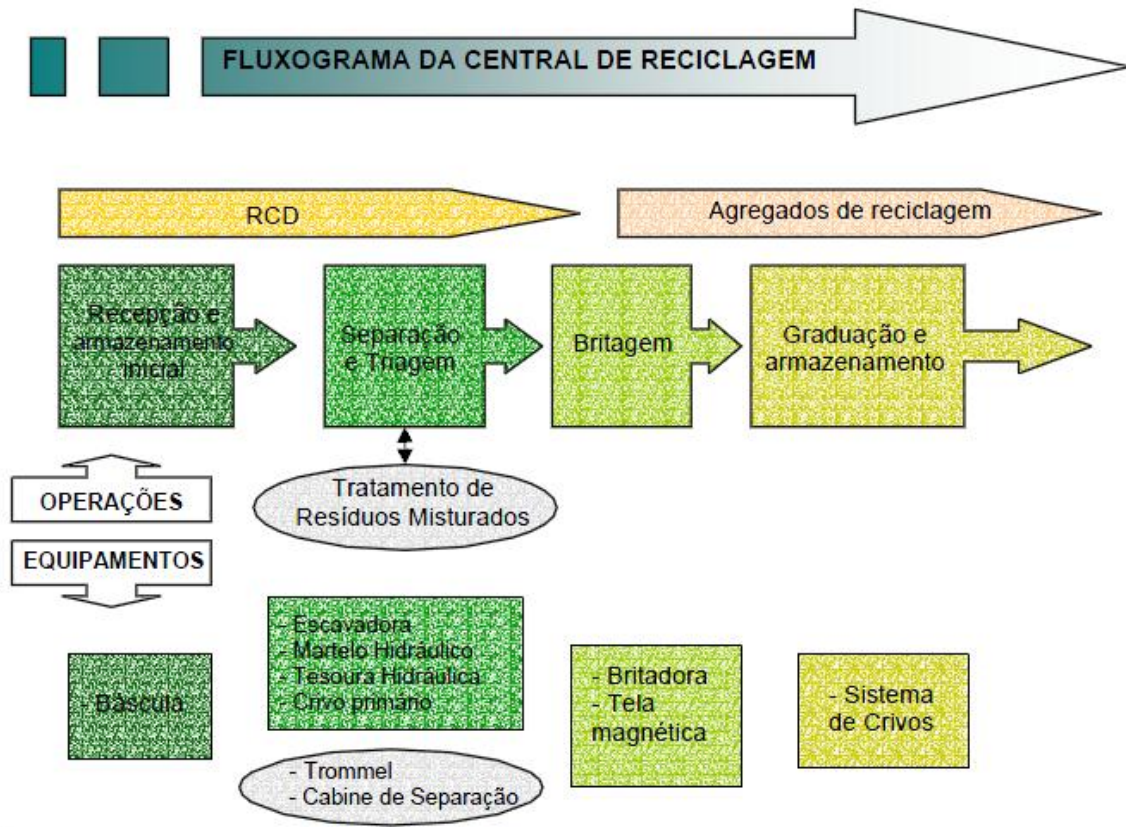 FLUXOGRAMA DA CENTRAL DE RECICLAGEM
RCD
Agregados de reciclagem
Recepção e
armazenamento
inicial
Separação
e Triagem
Britagem
Graduação e
armazenamento
OPERAÇÕES
Tratamento de
Resíduos Misturados
EQUIPAMENTOS
- Báscula
- Escavadora
- Martelo Hidráulico
- Tesoura Hidráulica
- Crivo primário
- Trommel
- Cabine de Separação
- Britadora
- Tela
magnética
- Sistema
de Crivos